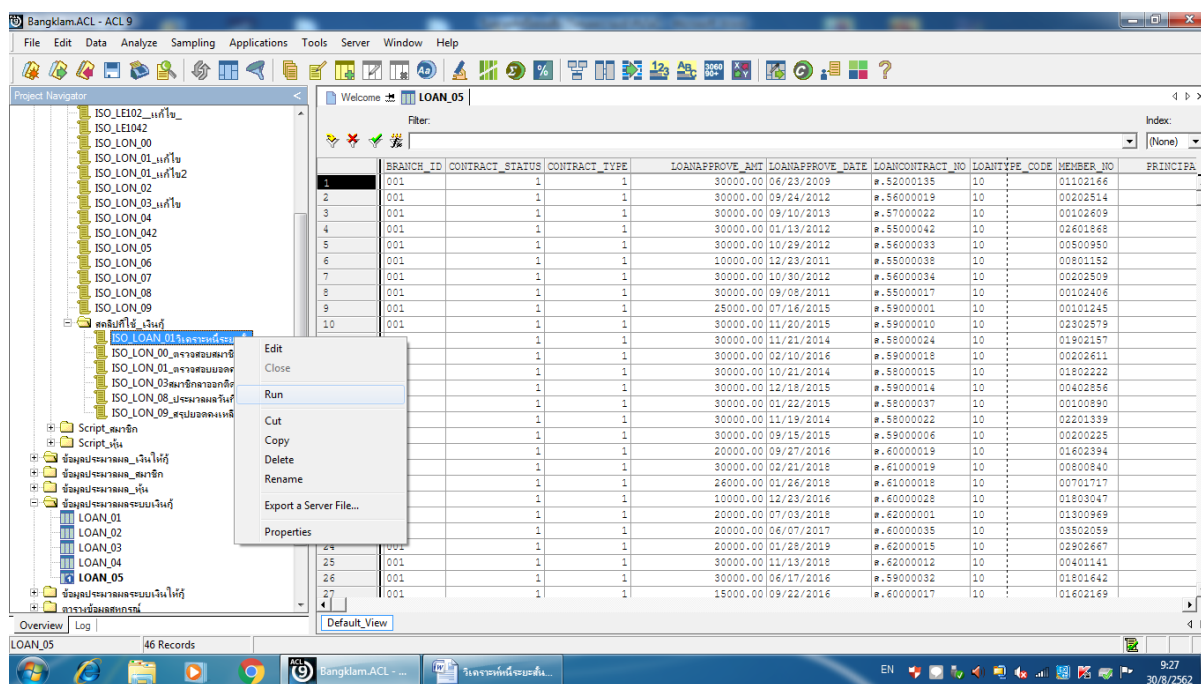 Bangklam.ACL - ACL 9
File Edit Data Analyze Sampling Applications Tools Server Window Help
Project Navigator <
ISO_LE102__แก้ไข_
ISO_LE1042
ISO_LON_00
ISO_LON_01_แก้ไข
ISO_LON_01_แก้ไข2
ISO_LON_02
ISO_LON_03_แก้ไข
ISO_LON_04
ISO_LON_042
ISO_LON_05
ISO_LON_06
ISO_LON_07
ISO_LON_08
ISO_LON_09
สคลิปที่ใช้_เงินกู้
ISO_LOAN_01วิเคราะหนี้ระยะ
ISO_LON_00_ตรวจสอบสมาชิ
ISO_LON_01_ตรวจสอบยอด
ISO_LON_03สมาชิกลาออก
ISO_LON_08_ประมวลผลวัน
ISO_LON_09_สรุปยอดคงเหลื
Script_สมาชิก
Script_หุ้น
ข้อมูลประมวลผล_เงินให้กู้
ข้อมูลประมวลผล_สมาชิก
ข้อมูลประมวลผล_หุ้น
ข้อมูลประมวลผลระบบเงินกู้
LOAN_01
LOAN_02
LOAN_03
LOAN_04
LOAN_05
ข้อมูลประมวลผลระบบเงินให้กู้
ตารางข้อมูลสหกรณ์
Overview Log
Edit
Close
Run
Cut
Copy
Delete
Rename
Export a Server File...
Properties
Welcome LOAN_05
Filter: Index:
(None)
BRANCH_ID CONTRACT_STATUS CONTRACT_TYPE LOANAPPROVE_AMT LOANAPPROVE_DATE LOANCONTRACT_NO LOANTYPE_CODE MEMBER_NO PRINCIPA
1 001 1 1 30000.00 06/23/2009 ส.52000135 10 01102166
2 001 1 1 30000.00 09/24/2012 ส.56000019 10 00202514
3 001 1 1 30000.00 09/10/2013 ส.57000022 10 00102609
4 001 1 1 30000.00 01/13/2012 ส.55000042 10 02601868
5 001 1 1 30000.00 10/29/2012 ส.56000033 10 00500950
6 001 1 1 10000.00 12/23/2011 ส.55000038 10 00801152
7 001 1 1 30000.00 10/30/2012 ส.56000034 10 00202509
8 001 1 1 30000.00 09/08/2011 ส.55000017 10 00102406
9 001 1 1 25000.00 07/16/2015 ส.59000001 10 00101245
10 001 1 1 30000.00 11/20/2015 ส.59000010 10 02302579
1 1 30000.00 11/21/2014 ส.58000024 10 01902157
1 1 30000.00 02/10/2016 ส.59000018 10 00202611
1 1 30000.00 10/21/2014 ส.58000015 10 01802222
1 1 30000.00 12/18/2015 ส.59000014 10 00402856
1 1 30000.00 01/22/2015 ส.58000037 10 00100890
1 1 30000.00 11/19/2014 ส.58000022 10 02201339
1 1 30000.00 09/15/2015 ส.59000006 10 00200225
1 1 20000.00 09/27/2016 ส.60000019 10 01602394
1 1 30000.00 02/21/2018 ส.61000019 10 00800840
1 1 26000.00 01/26/2018 ส.61000018 10 00701717
1 1 10000.00 12/23/2016 ส.60000028 10 01803047
1 1 20000.00 07/03/2018 ส.62000001 10 01300969
1 1 20000.00 06/07/2017 ส.60000035 10 03502059
24 001 1 1 20000.00 01/28/2019 ส.62000015 10 02902667
25 001 1 1 30000.00 11/13/2018 ส.62000012 10 00401141
26 001 1 1 30000.00 06/17/2016 ส.59000032 10 01801642
27 001 1 1 15000.00 09/22/2016 ส.60000017 10 01602169
Default_View
LOAN_05 46 Records
Bangklam.ACL - ... วิเคราะห์หนี้ระยะสั้น... EN 9:27
30/8/2562